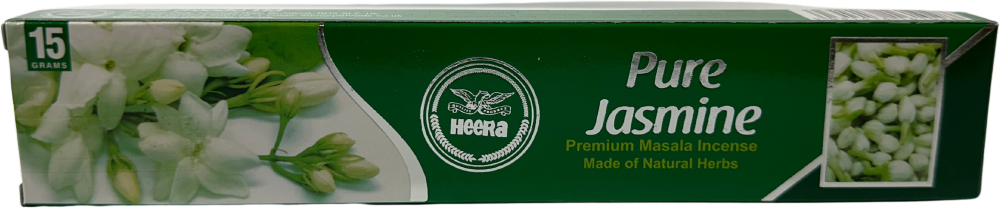 15
GRAMS
HEERA
Pure
Jasmine
Premium Masala Incense
Made of Natural Herbs